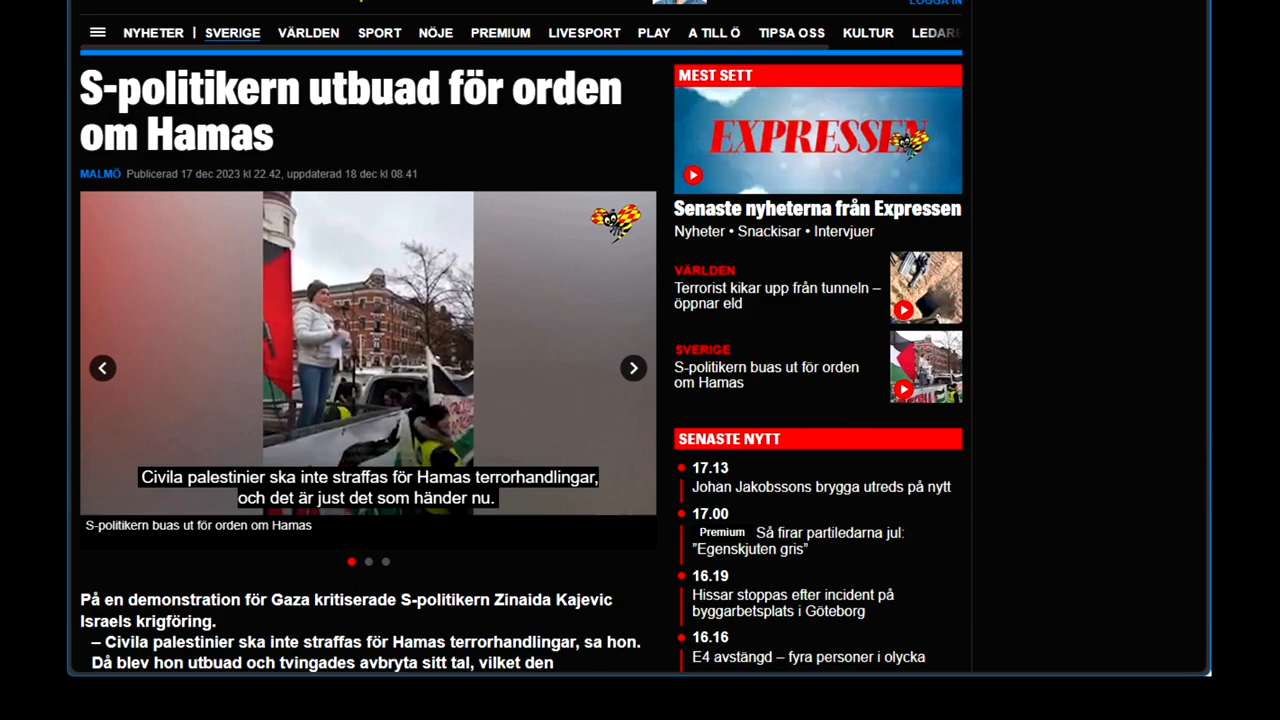 LOGGA IN
NYHETER | SVERIGE VÄRLDEN SPORT NÖJE PREMIUM LIVESPORT PLAY A TILL Ö TIPSA OSS KULTUR LEDARE
S-politikern utbuad för orden
om Hamas
MALMÖ Publicerad 17 dec 2023 kl 22.42, uppdaterad 18 dec kl 08.41
Civila palestinier ska inte straffas för Hamas terrorhandlingar,
och det är just det som händer nu.
S-politikern buas ut för orden om Hamas
På en demonstration för Gaza kritiserade S-politikern Zinaida Kajevic
Israels krigföring.
– Civila palestinier ska inte straffas för Hamas terrorhandlingar, sa hon.
Då blev hon utbuad och tvingades avbryta sitt tal, vilket den
MEST SETT
EXPRESSEN
Senaste nyheterna från Expressen
Nyheter • Snackisar • Intervjuer
VÄRLDEN
Terrorist kikar upp från tunneln –
öppnar eld
SVERIGE
S-politikern buas ut för orden
om Hamas
SENASTE NYTT
17.13
Johan Jakobssons brygga utreds på nytt
17.00
Premium Så firar partiledarna jul:
”Egenskjuten gris”
16.19
Hissar stoppas efter incident på
byggarbetsplats i Göteborg
16.16
E4 avstängd – fyra personer i olycka